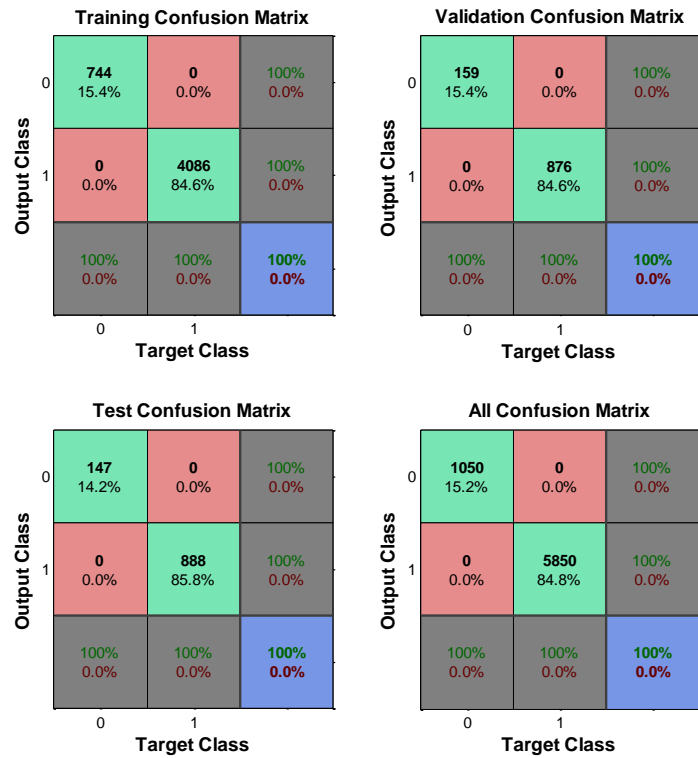 Training Confusion Matrix
744 0 100%
0 15.4% 0.0% 0.0%
0 4086 100%
1 0.0% 84.6% 0.0%
100% 100% 100%
0.0% 0.0% 0.0%
0 1
Target Class
Output Class
Validation Confusion Matrix
159 0 100%
0 15.4% 0.0% 0.0%
0 876 100%
1 0.0% 84.6% 0.0%
100% 100% 100%
0.0% 0.0% 0.0%
0 1
Target Class
Output Class
Test Confusion Matrix
147 0 100%
0 14.2% 0.0% 0.0%
0 888 100%
1 0.0% 85.8% 0.0%
100% 100% 100%
0.0% 0.0% 0.0%
0 1
Target Class
Output Class
All Confusion Matrix
1050 0 100%
0 15.2% 0.0% 0.0%
0 5850 100%
1 0.0% 84.8% 0.0%
100% 100% 100%
0.0% 0.0% 0.0%
0 1
Target Class
Output Class